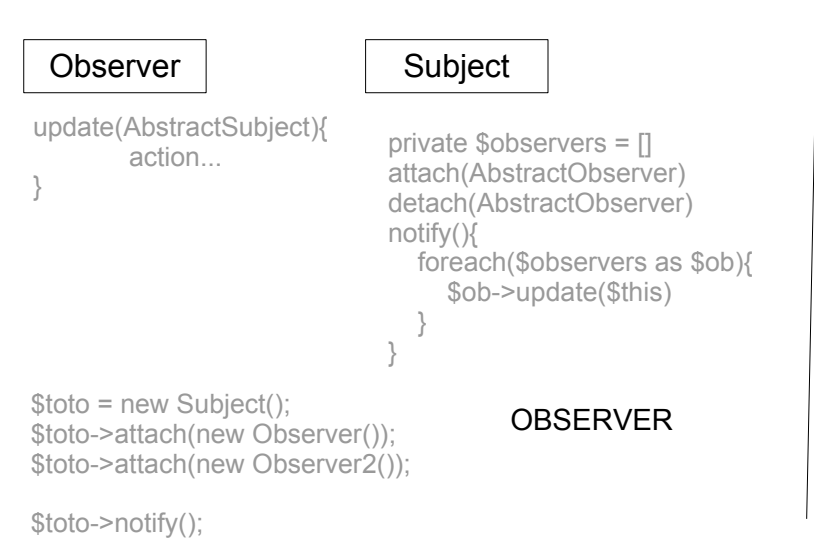 Observer
update(AbstractSubject){
action...
}
Subject
private $observers = []
attach(AbstractObserver)
detach(AbstractObserver)
notify(){
foreach($observers as $ob){
$ob->update($this)
}
}
$toto = new Subject();
$toto->attach(new Observer());
$toto->attach(new Observer2());
$toto->notify();
OBSERVER